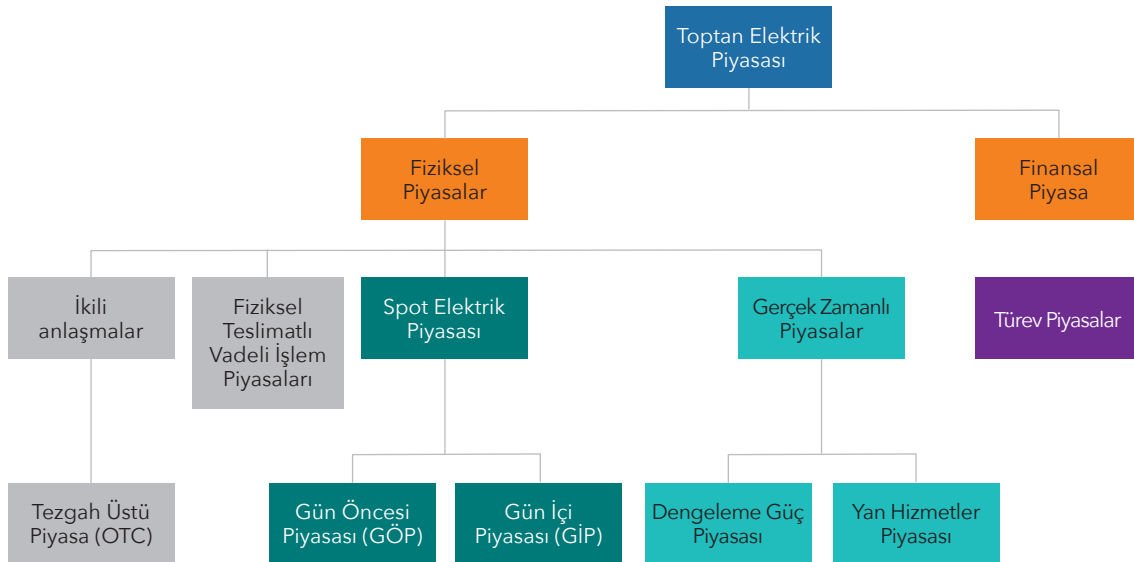 Toptan Elektrik
Piyasası
Fiziksel
Piyasalar
Finansal
Piyasa
İkili
anlaşmalar
Fiziksel
Teslimatlı
Vadeli İşlem
Piyasaları
Spot Elektrik
Piyasası
Gerçek Zamanlı
Piyasalar
Türev Piyasalar
Tezgah Üstü
Piyasa (OTC)
Gün Öncesi
Piyasası (GÖP)
Gün İçi
Piyasası (GİP)
Dengeleme Güç
Piyasası
Yan Hizmetler
Piyasası